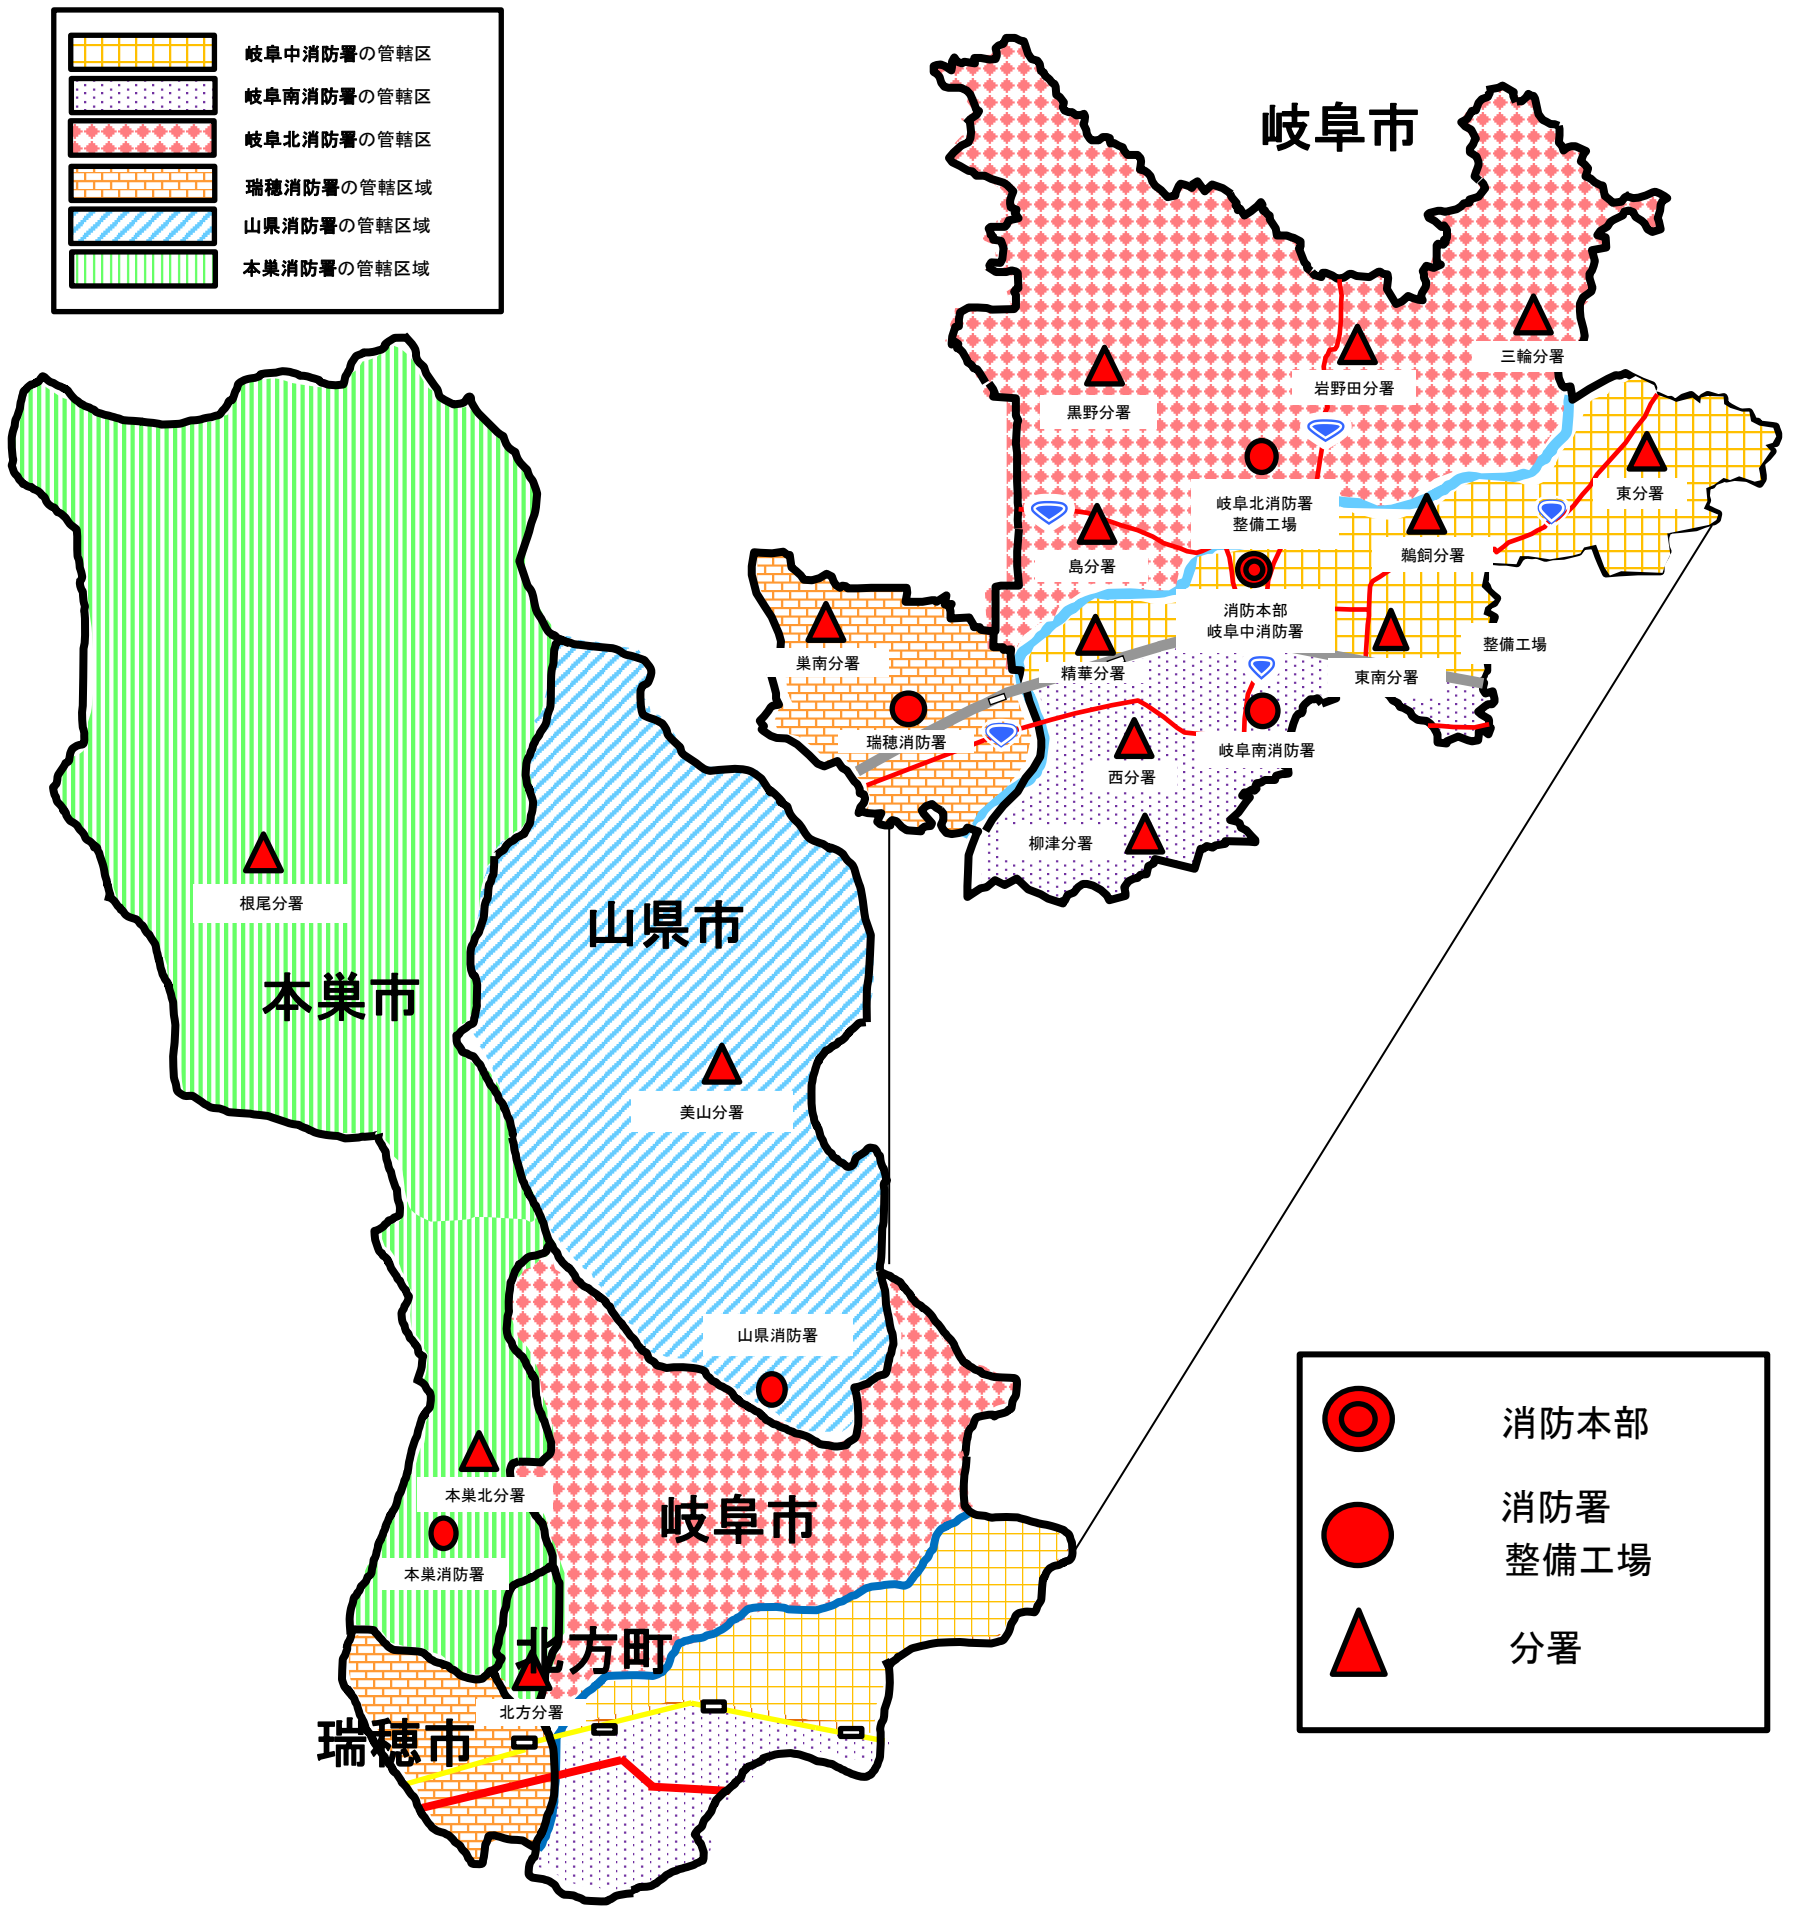 岐阜中消防署の管轄区
岐阜南消防署の管轄区
岐阜北消防署の管轄区
瑞穂消防署の管轄区域
山県消防署の管轄区域
本巣消防署の管轄区域
岐阜市
三輪分署
岩野田分署
黒野分署
東分署
岐阜北消防署
整備工場
鵜飼分署
島分署
消防本部
岐阜中消防署
整備工場
巣南分署
精華分署
東南分署
瑞穂消防署
岐阜南消防署
西分署
柳津分署
根尾分署
山県市
本巣市
美山分署
山県消防署
本巣北分署
岐阜市
本巣消防署
北方町
北方分署
瑞穂市
消防本部
消防署
整備工場
分署